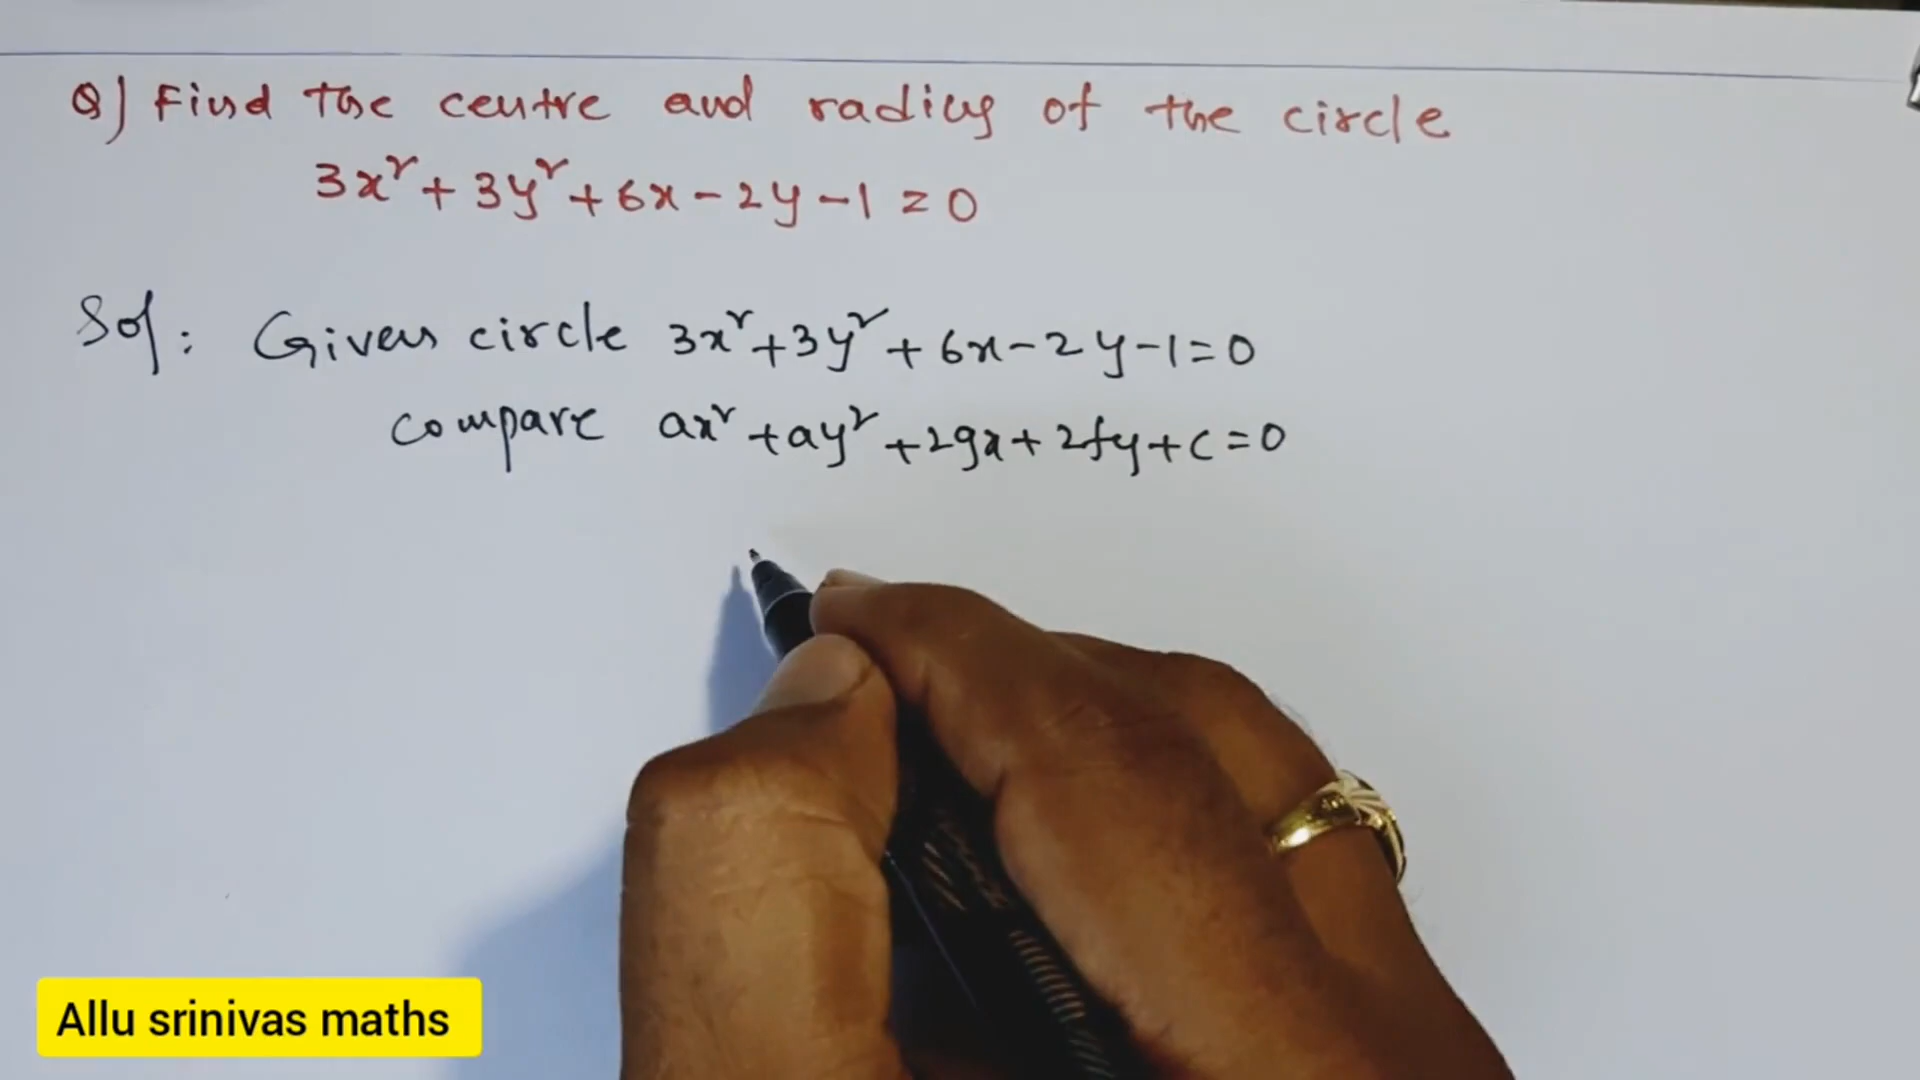 Q) Find the centre and radius of the circle
3x² + 3y² + 6x - 2y - 1 = 0
Sol: Given circle 3x² + 3y² + 6x - 2y - 1 = 0
compare ax² + ay² + 2gx + 2fy + c = 0
Allu srinivas maths